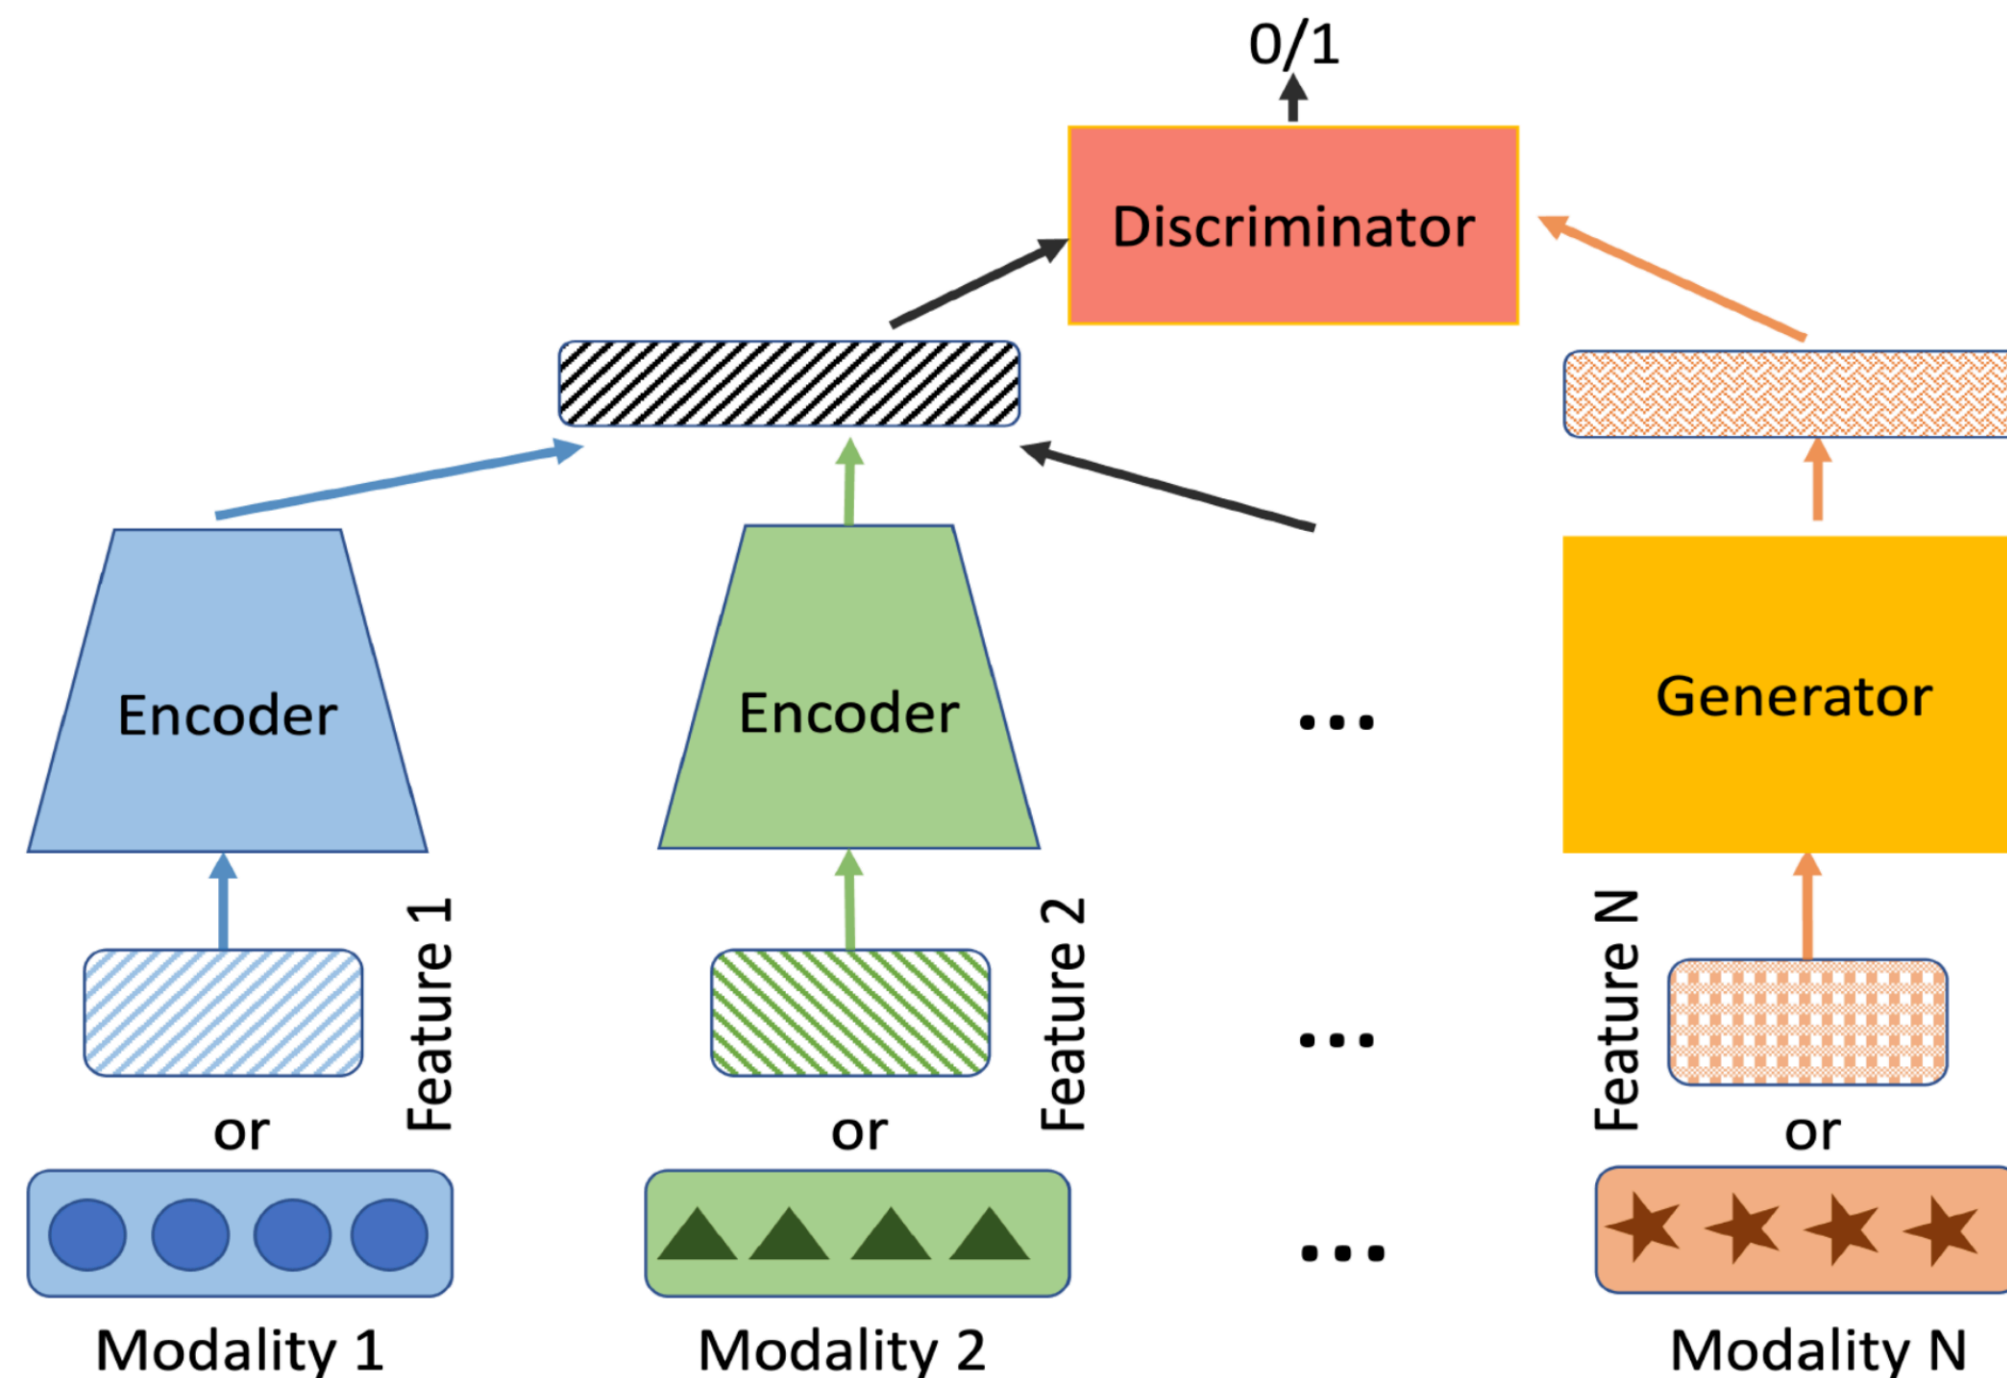 0/1
Discriminator
Encoder
Encoder
...
Generator
Feature 1
Feature 2
...
Feature N
or
or
or
...
Modality 1
Modality 2
Modality N